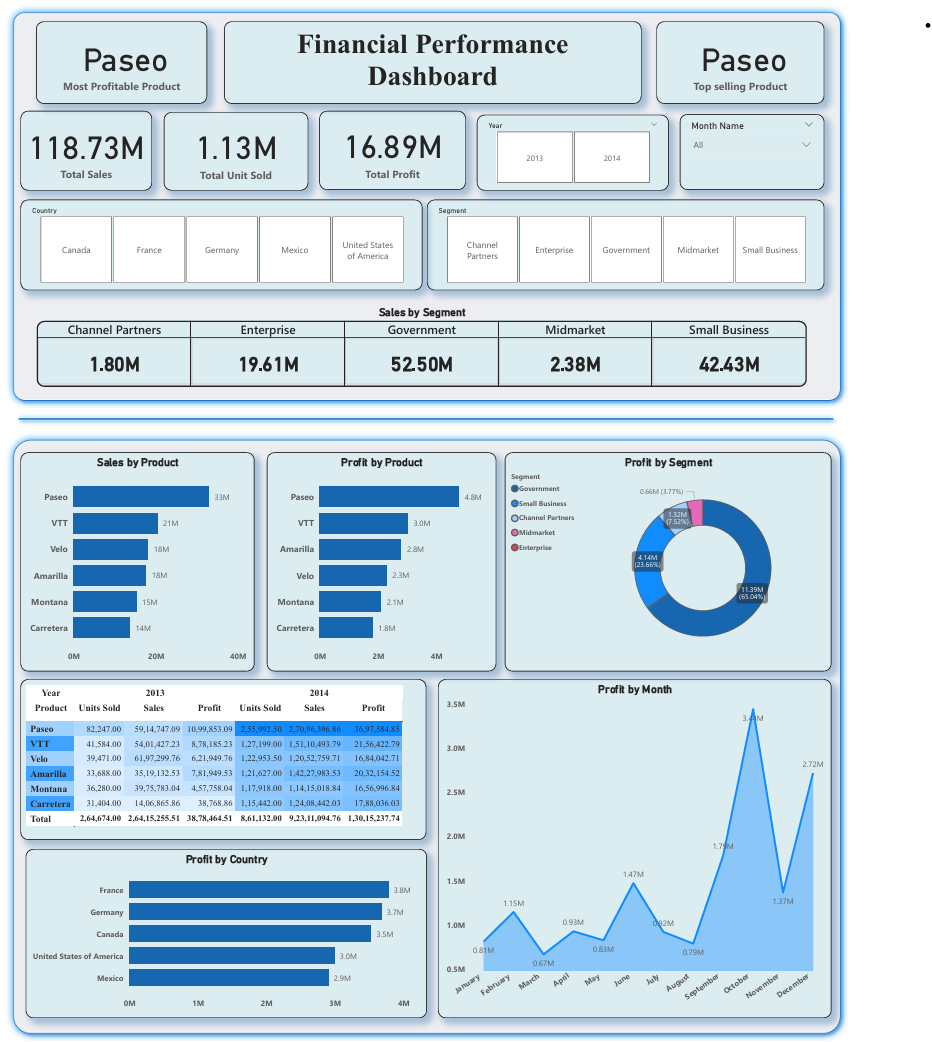 Paseo
Most Profitable Product
Financial Performance
Dashboard
Paseo
Top selling Product
118.73M
Total Sales
1.13M
Total Unit Sold
16.89M
Total Profit
Year
2013
2014
Month Name
All
Country
Canada
France
Germany
Mexico
United States
of America
Segment
Channel
Partners
Enterprise
Government
Midmarket
Small Business
Sales by Segment
Channel Partners Enterprise Government Midmarket Small Business
1.80M 19.61M 52.50M 2.38M 42.43M
Sales by Product
Paseo 33M
VTT 21M
Velo 18M
Amarilla 18M
Montana 15M
Carretera 14M
0M 20M 40M
Profit by Product
Paseo 4.8M
VTT 3.0M
Amarilla 2.8M
Velo 2.3M
Montana 2.1M
Carretera 1.8M
0M 2M 4M
Profit by Segment
Segment
Government
Small Business
Channel Partners
Midmarket
Enterprise
0.66M (3.77%)
1.32M
(7.52%)
4.14M
(23.66%)
11.39M
(65.04%)
Year 2013 2014
Product Units Sold Sales Profit Units Sold Sales Profit
Paseo 82,247.00 59,14,747.09 10,99,853.09 2,55,992.50 2,70,96,396.86 36,97,584.85
VTT 41,584.00 54,01,427.23 8,78,185.23 1,27,199.00 1,51,10,493.79 21,56,422.79
Velo 39,471.00 61,97,299.76 6,21,949.76 1,22,953.50 1,20,52,759.71 16,84,042.71
Amarilla 33,688.00 35,19,132.53 7,81,949.53 1,21,627.00 1,42,27,983.53 20,32,154.52
Montana 36,280.00 39,75,783.04 4,57,758.04 1,17,918.00 1,14,15,018.84 16,56,996.84
Carretera 31,404.00 14,06,865.86 38,768.86 1,15,442.00 1,24,08,442.03 17,88,036.03
Total 2,64,674.00 2,64,15,255.51 38,78,464.51 8,61,132.00 9,23,11,094.76 1,30,15,237.74
Profit by Country
France 3.8M
Germany 3.7M
Canada 3.5M
United States of America 3.0M
Mexico 2.9M
0M 1M 2M 3M 4M
Profit by Month
3.5M
3.0M
2.5M
2.0M
1.5M
1.0M
0.5M
0.81M
1.15M
0.67M
0.93M
0.83M
1.47M
0.92M
0.79M
1.79M
3.44M
1.37M
2.72M
January
February
March
April
May
June
July
August
September
October
November
December